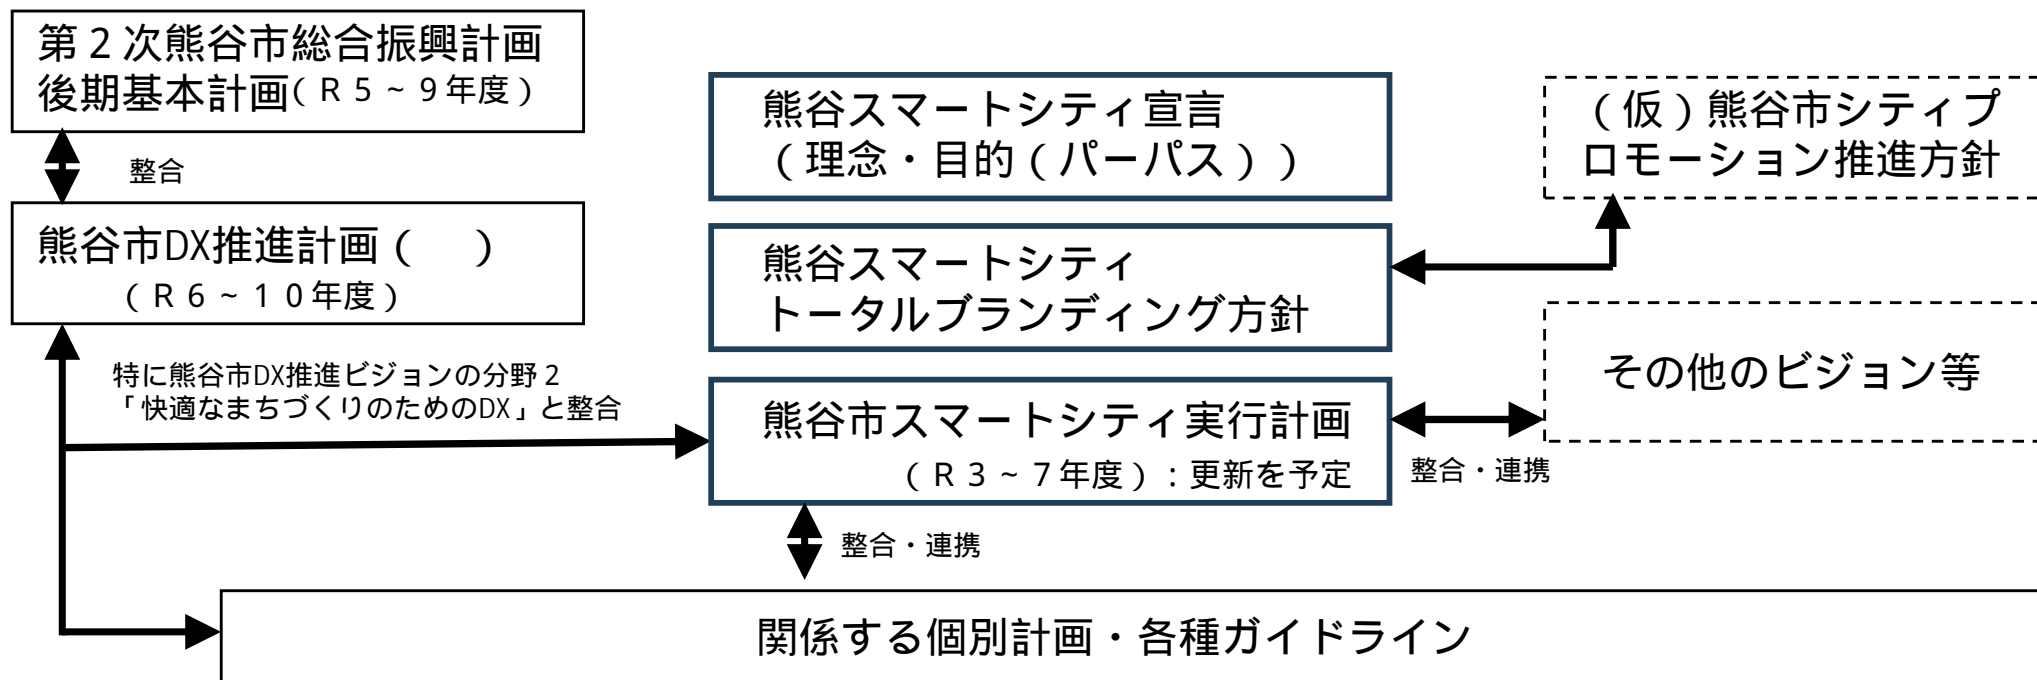 第２次熊谷市総合振興計画
後期基本計画（Ｒ５～９年度）
整合
熊谷市DX推進計画（　）
（Ｒ６～１０年度）
特に熊谷市DX推進ビジョンの分野２
「快適なまちづくりのためのDX」と整合
熊谷スマートシティ宣言
（理念・目的（パーパス））
熊谷スマートシティ
トータルブランディング方針
熊谷市スマートシティ実行計画
（Ｒ３～７年度）：更新を予定
整合・連携
（仮）熊谷市シティプ
ロモーション推進方針
その他のビジョン等
整合・連携
関係する個別計画・各種ガイドライン